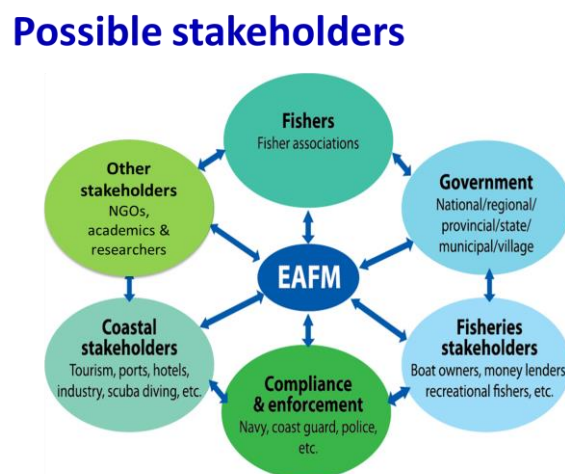 Possible stakeholders
Fishers
Fisher associations
Other
stakeholders
NGOs,
academics &
researchers
Government
National/regional/
provincial/state/
municipal/village
EAFM
Coastal
stakeholders
Tourism, ports, hotels,
industry, scuba diving, etc.
Compliance
& enforcement
Navy, coast guard, police,
etc.
Fisheries
stakeholders
Boat owners, money lenders
recreational fishers, etc.